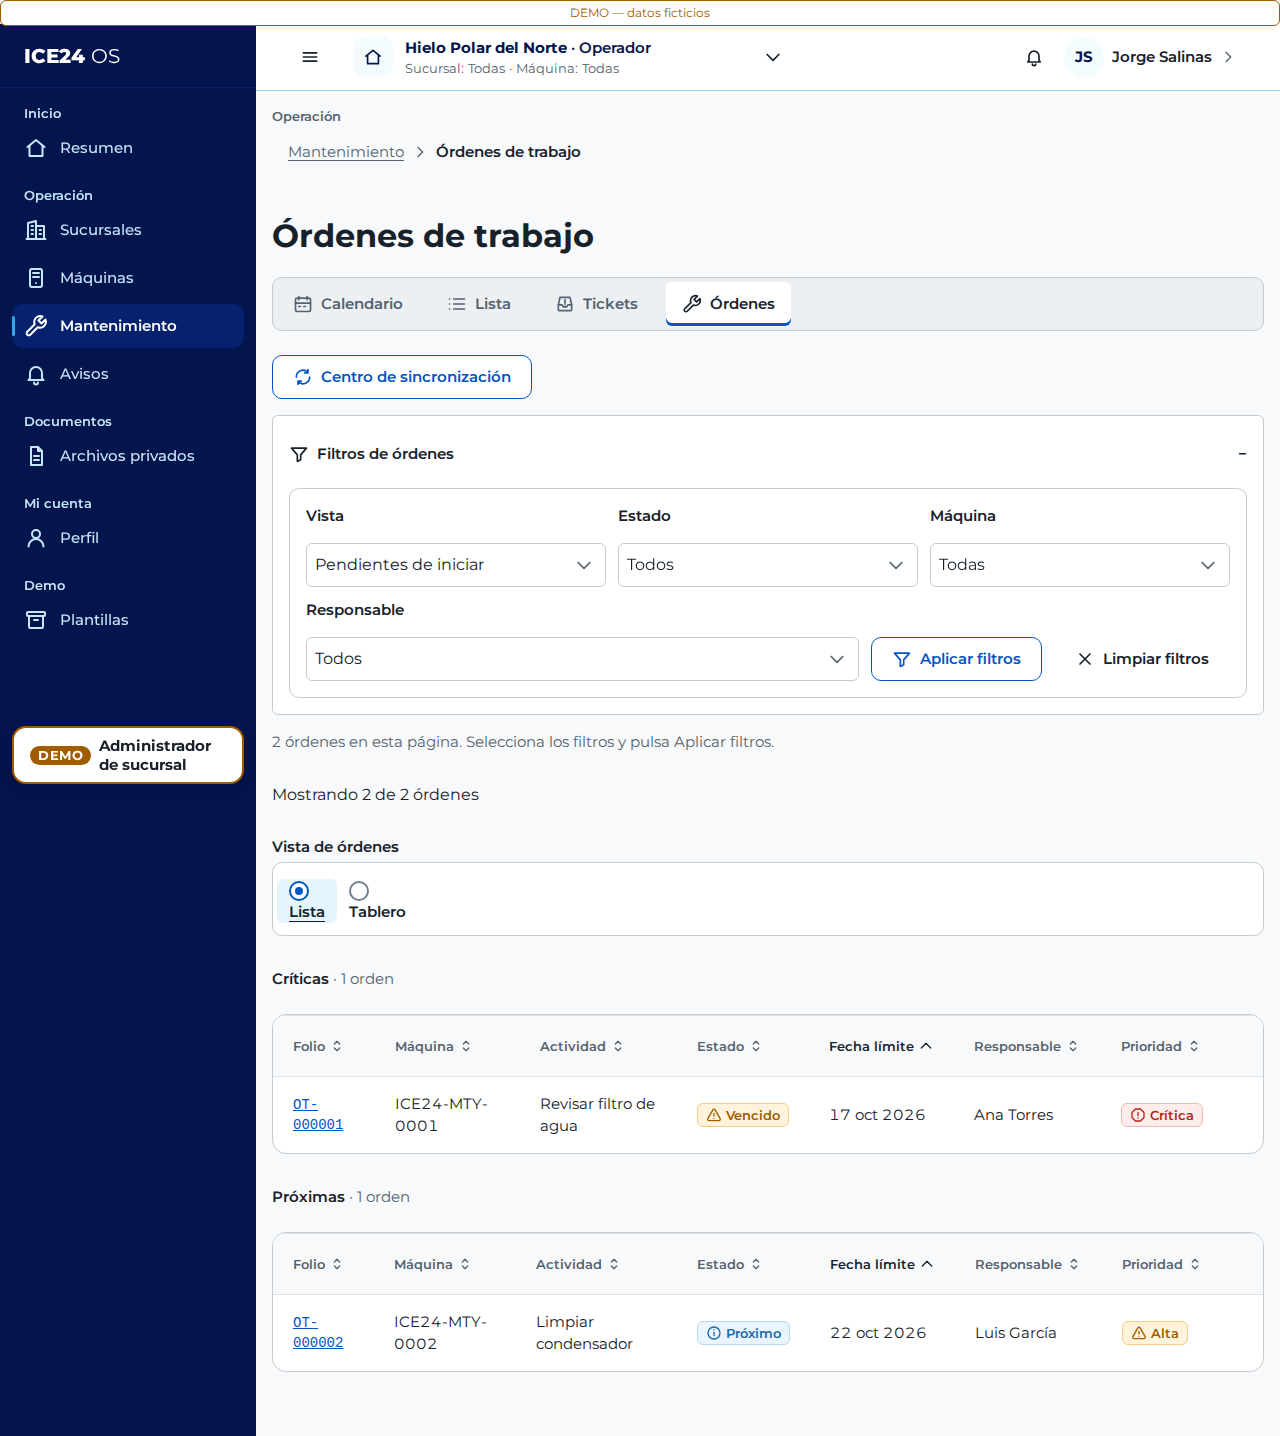 DEMO — datos ficticios
ICE24 OS
Hielo Polar del Norte · Operador
Sucursal: Todas · Máquina: Todas
JS
Jorge Salinas
Inicio
Resumen
Operación
Sucursales
Máquinas
Mantenimiento
Avisos
Documentos
Archivos privados
Mi cuenta
Perfil
Demo
Plantillas
DEMO
Administrador
de sucursal
Operación
Mantenimiento
Órdenes de trabajo
Órdenes de trabajo
Calendario
Lista
Tickets
Órdenes
Centro de sincronización
Filtros de órdenes
−
Vista
Estado
Máquina
Pendientes de iniciar
Todos
Todas
Responsable
Todos
Aplicar filtros
Limpiar filtros
2 órdenes en esta página. Selecciona los filtros y pulsa Aplicar filtros.
Mostrando 2 de 2 órdenes
Vista de órdenes
Lista
Tablero
Críticas · 1 orden
Folio
Máquina
Actividad
Estado
Fecha límite
Responsable
Prioridad
OT-
000001
ICE24-MTY-
0001
Revisar filtro de
agua
Vencido
17 oct 2026
Ana Torres
Crítica
Próximas · 1 orden
Folio
Máquina
Actividad
Estado
Fecha límite
Responsable
Prioridad
OT-
000002
ICE24-MTY-
0002
Limpiar
condensador
Próximo
22 oct 2026
Luis García
Alta